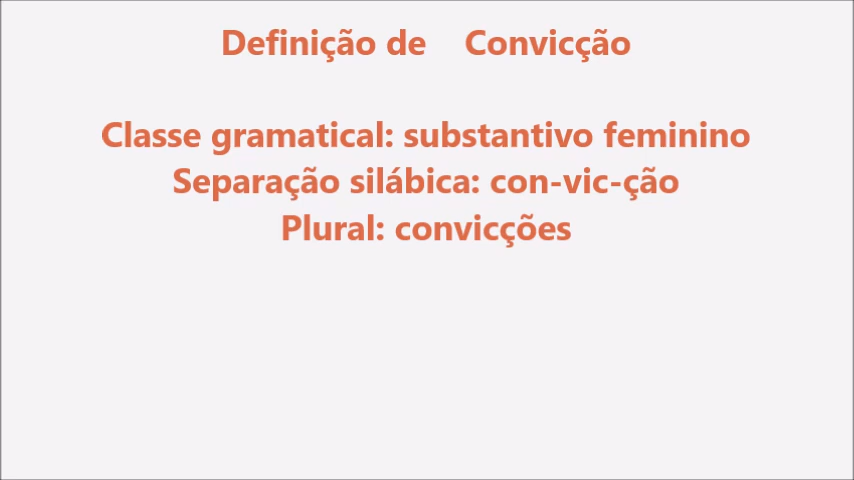 Definição de Convicção
Classe gramatical: substantivo feminino
Separação silábica: con-vic-ção
Plural: convicções